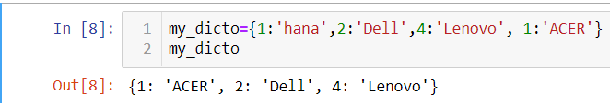 In [8]: 1 my_dicto={1:'hana',2:'Dell',4:'Lenovo', 1:'ACER'}
2 my_dicto
Out[8]: {1: 'ACER', 2: 'Dell', 4: 'Lenovo'}